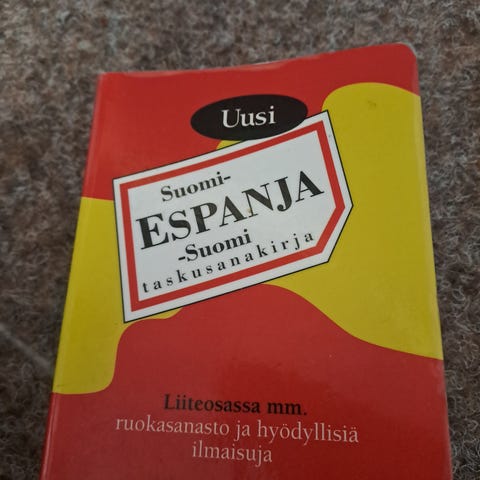 Uusi
Suomi-
ESPANJA
-Suomi
taskusanakirja
Liiteosassa mm.
ruokasanasto ja hyödyllisiä
ilmaisuja